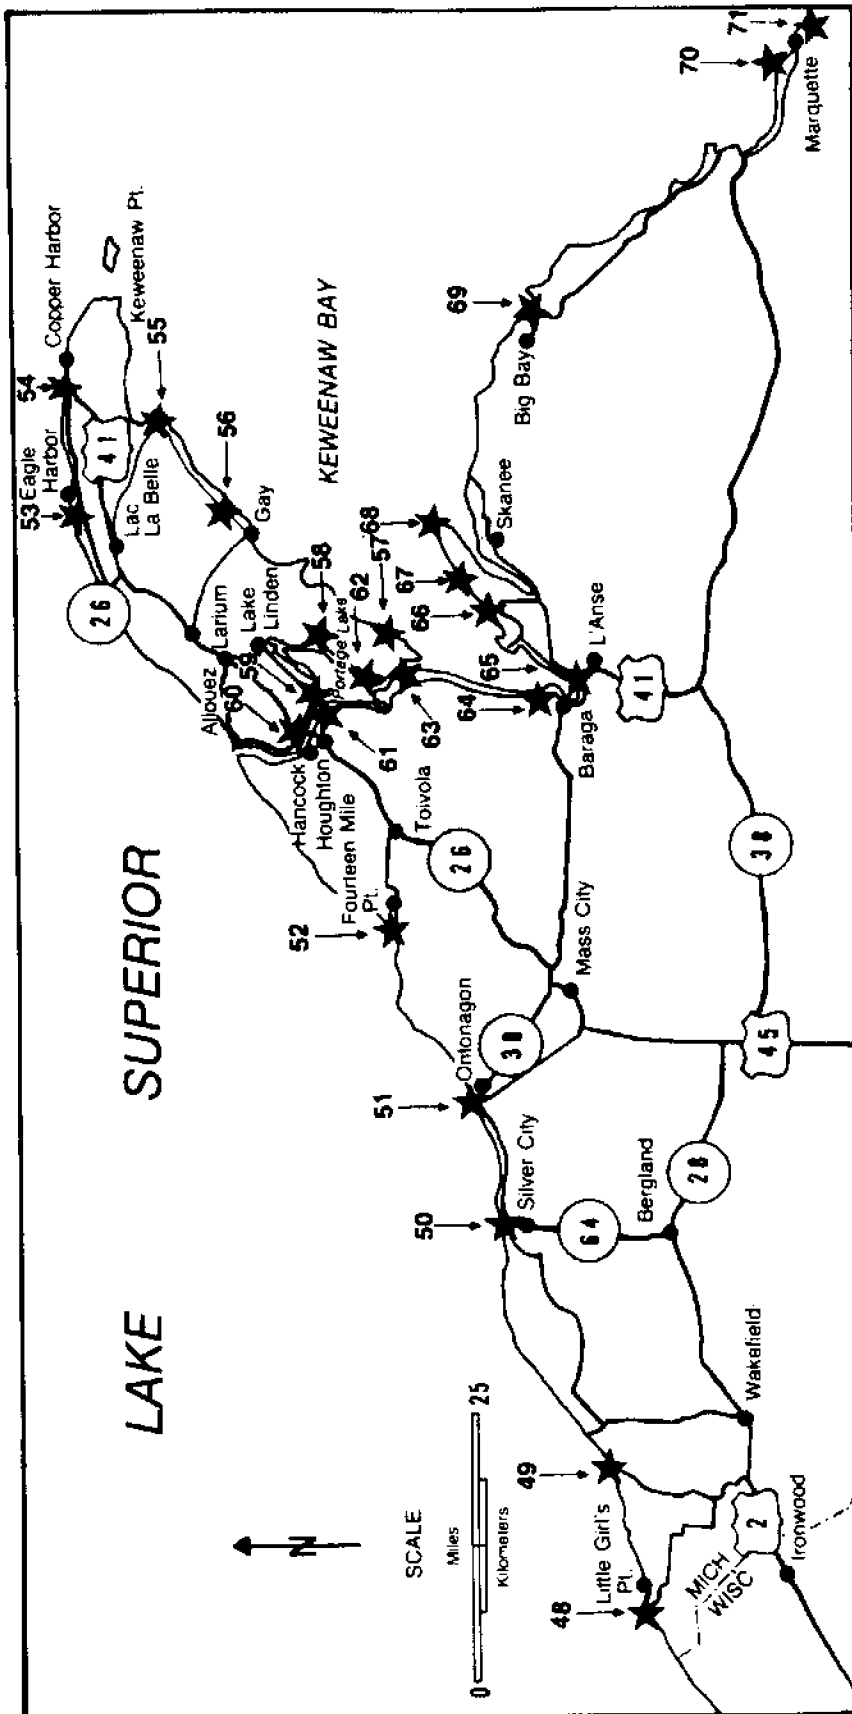 LAKE SUPERIOR
KEWEENAW BAY
N
SCALE
0 25
Miles
Kilometers
48
Little Girl's
Pt.
MICH
WISC
2
Ironwood
49
Wakefield
50
Silver City
64
Bergland
28
51
Ontonagon
38
45
Mass City
52
Fourteen Mile
Pt.
Toivola
26
Hancock
Houghton
60
59
61
Allouez
Larium
Lake
Linden
Portage Lake
58
62
57
63
64
65
66
67
68
Baraga
L'Anse
41
38
Skanee
26
53
Eagle
Harbor
54
Copper Harbor
Keweenaw Pt.
41
Lac
La Belle
55
56
Gay
69
Big Bay
70
71
Marquette